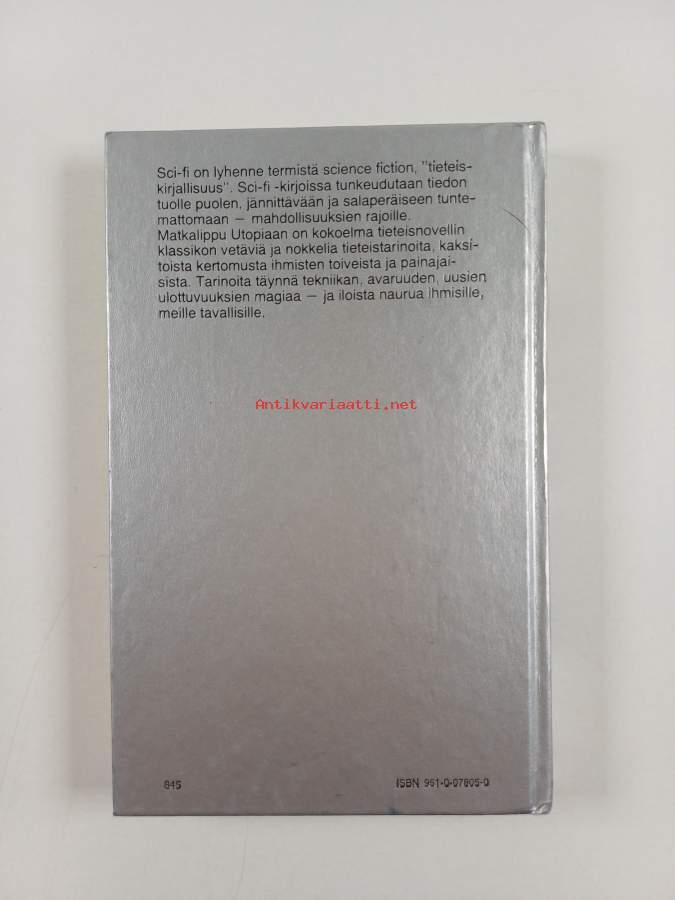 Sci-fi on lyhenne termistä science fiction, "tieteis-
kirjallisuus". Sci-fi -kirjoissa tunkeudutaan tiedon
tuolle puolen, jännittävään ja salaperäiseen tunte-
mattomaan — mahdollisuuksien rajoille.
Matkalippu Utopiaan on kokoelma tieteisnovellin
klassikon vetäviä ja nokkelia tieteistarinoita, kaksi-
toista kertomusta ihmisten toiveista ja painajai-
sista. Tarinoita täynnä tekniikan, avaruuden, uusien
ulottuvuuksien magiaa — ja iloista naurua ihmisille,
meille tavallisille.
Antikvariaatti.net
845
ISBN 951-0-07805-0